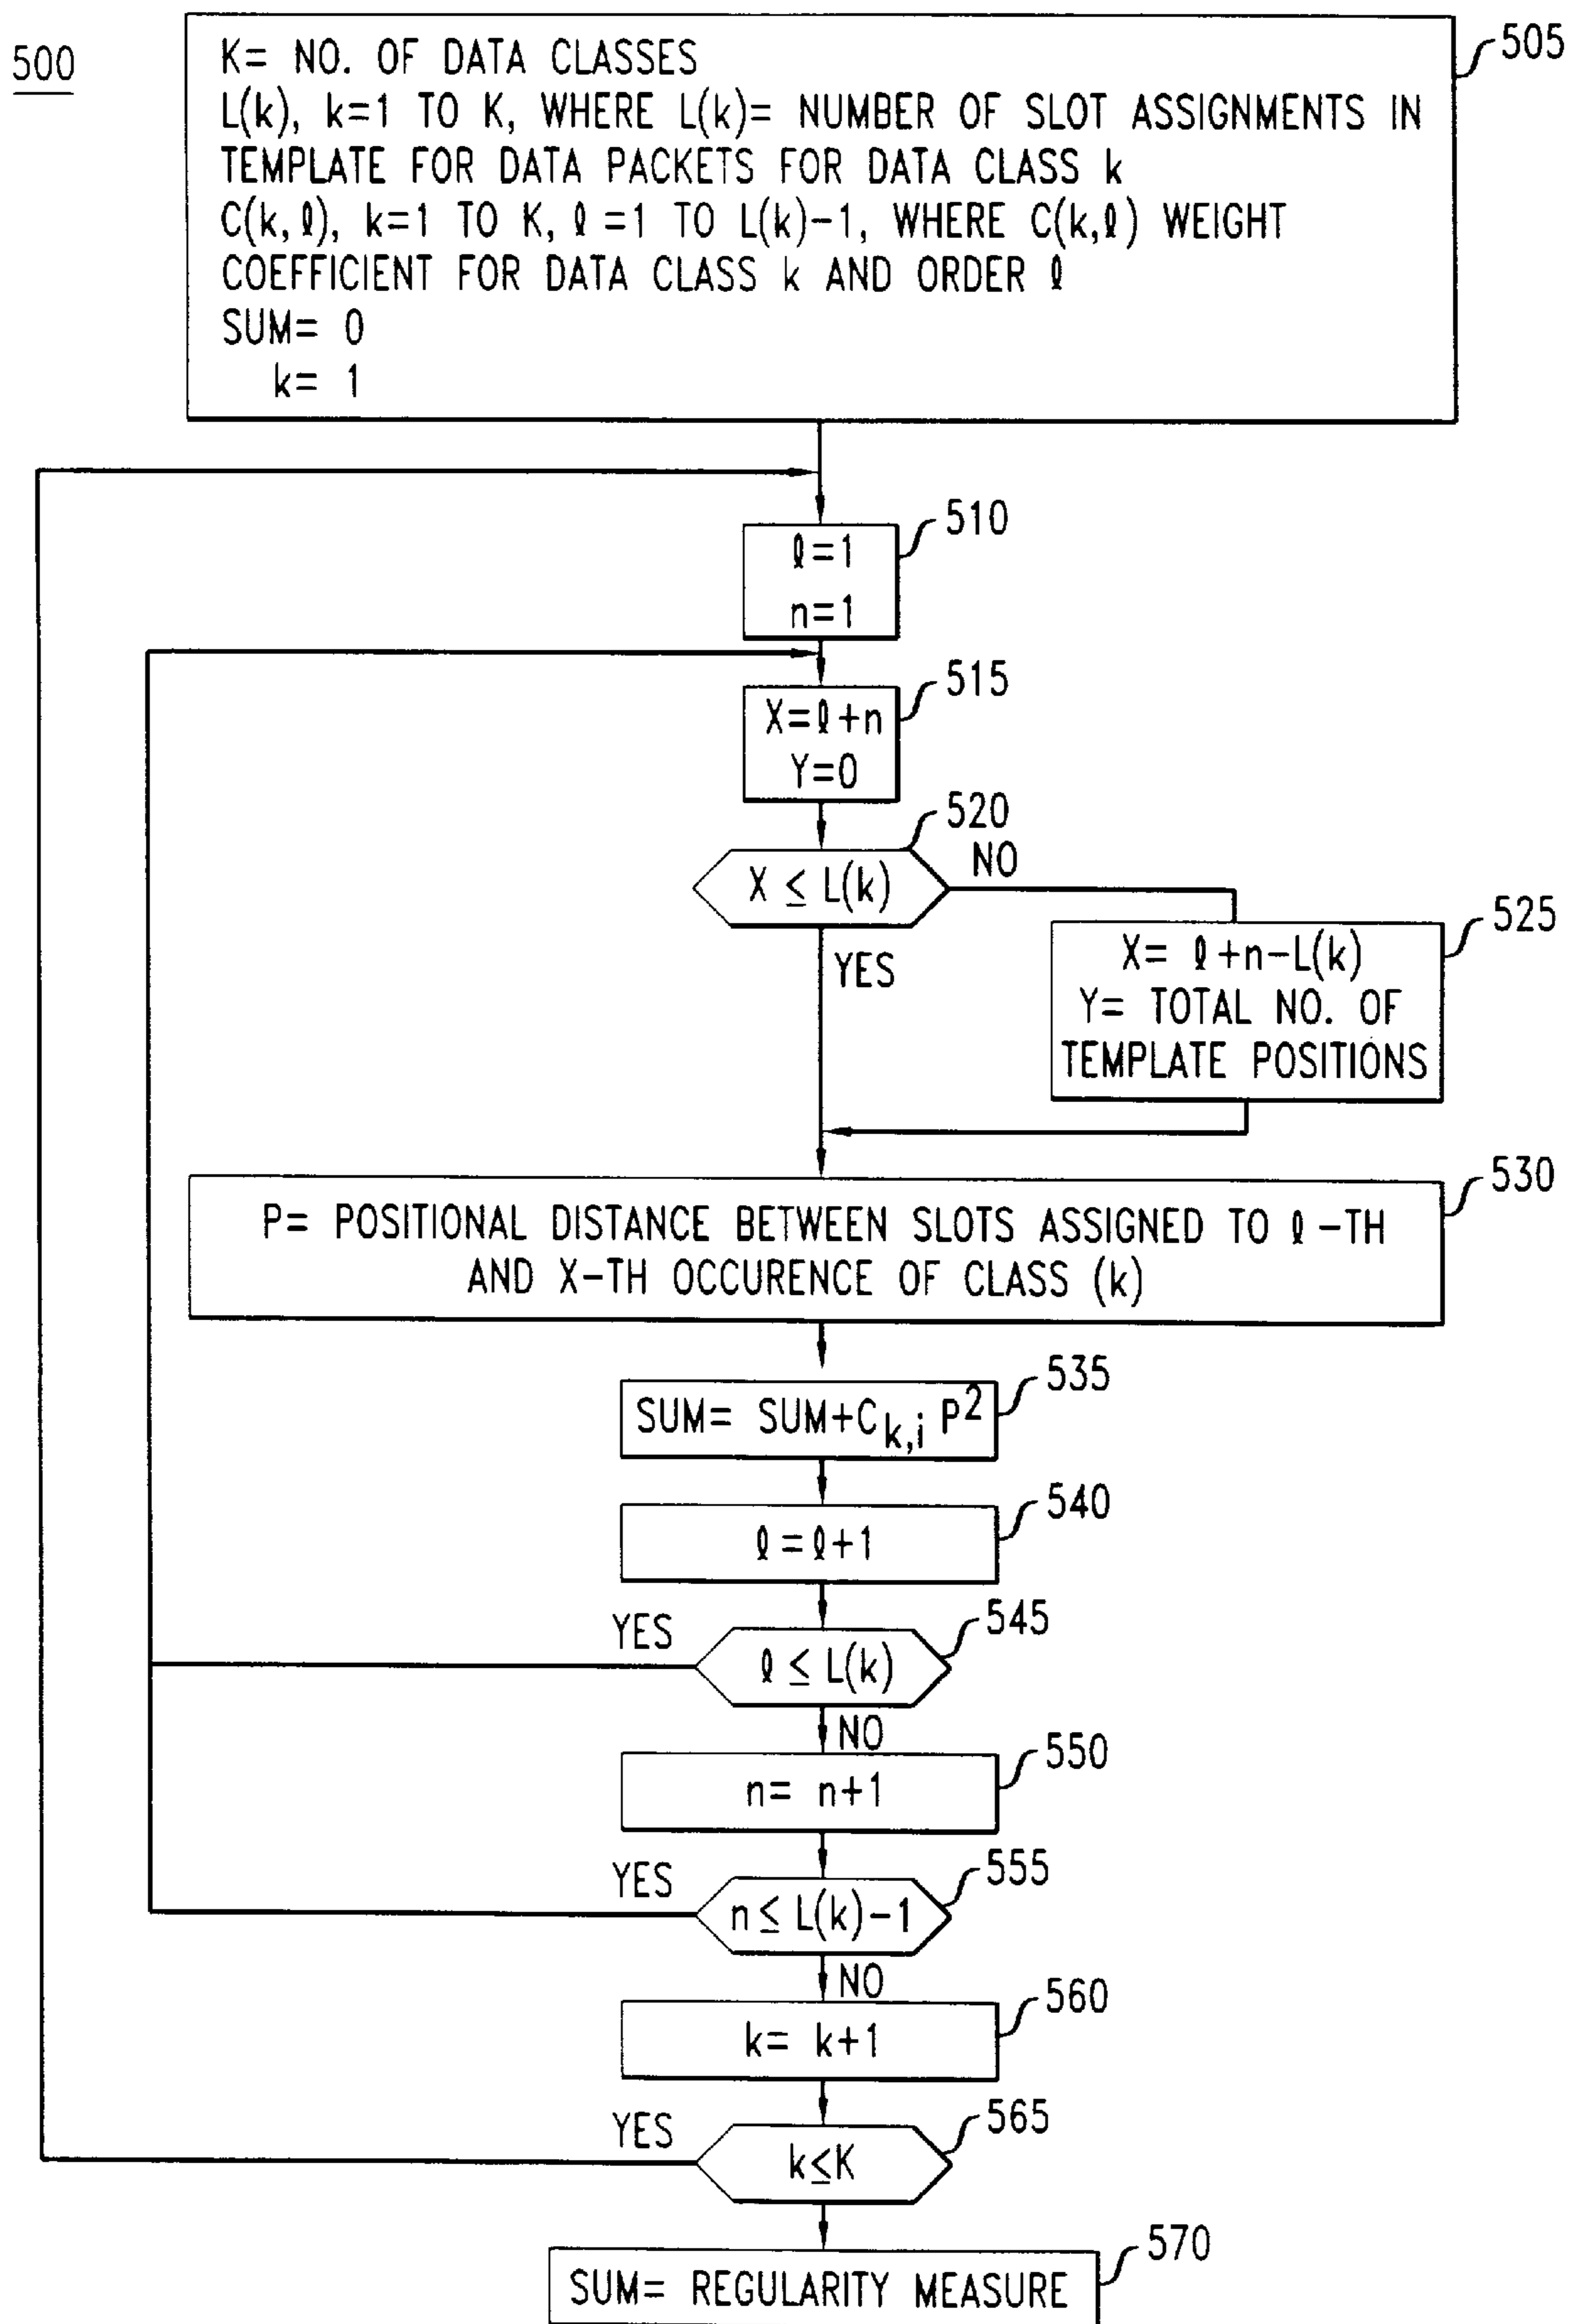 500
505
K= NO. OF DATA CLASSES
L(k), k=1 TO K, WHERE L(k)= NUMBER OF SLOT ASSIGNMENTS IN
TEMPLATE FOR DATA PACKETS FOR DATA CLASS k
C(k,ℓ), k=1 TO K, ℓ =1 TO L(k)-1, WHERE C(k,ℓ) WEIGHT
COEFFICIENT FOR DATA CLASS k AND ORDER ℓ
SUM= 0
k= 1
510
ℓ=1
n=1
515
X=ℓ+n
Y=0
520
X ≤ L(k)
NO
YES
525
X= ℓ+n-L(k)
Y= TOTAL NO. OF
TEMPLATE POSITIONS
530
P= POSITIONAL DISTANCE BETWEEN SLOTS ASSIGNED TO ℓ -TH
AND X-TH OCCURENCE OF CLASS (k)
535
SUM= SUM+C_{k,i} P²
540
ℓ =ℓ+1
545
YES
ℓ ≤ L(k)
NO
550
n= n+1
555
YES
n ≤ L(k)-1
NO
560
k= k+1
565
YES
k≤K
570
SUM= REGULARITY MEASURE